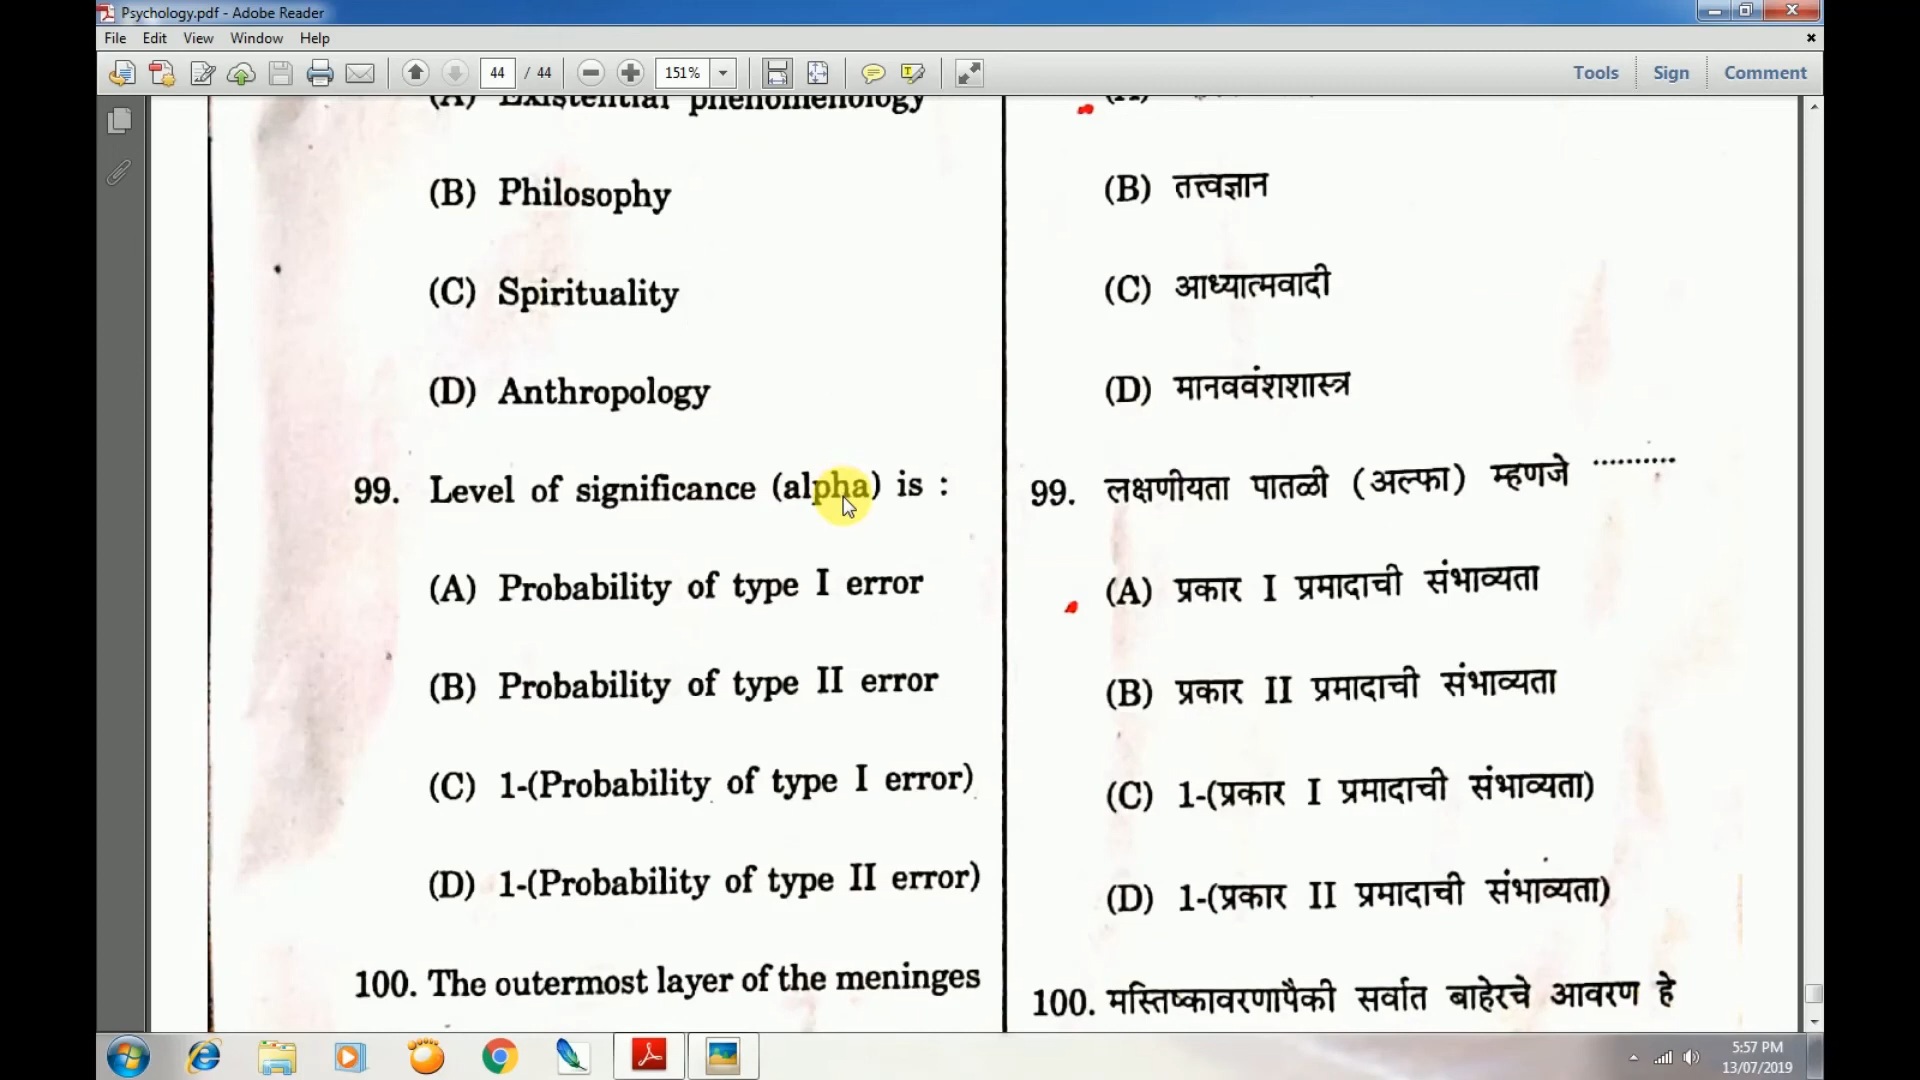 Psychology.pdf - Adobe Reader
File Edit View Window Help
44 / 44 151% Tools Sign Comment
(A) Existential phenomenology
(B) Philosophy
(C) Spirituality
(D) Anthropology
99. Level of significance (alpha) is :
(A) Probability of type I error
(B) Probability of type II error
(C) 1-(Probability of type I error)
(D) 1-(Probability of type II error)
100. The outermost layer of the meninges
(B) तत्त्वज्ञान
(C) आध्यात्मवादी
(D) मानववंशशास्त्र
99. लक्षणीयता पातळी (अल्फा) म्हणजे ..........
(A) प्रकार I प्रमादाची संभाव्यता
(B) प्रकार II प्रमादाची संभाव्यता
(C) 1-(प्रकार I प्रमादाची संभाव्यता)
(D) 1-(प्रकार II प्रमादाची संभाव्यता)
100. मस्तिष्कावरणापैकी सर्वात बाहेरचे आवरण हे
5:57 PM
13/07/2019